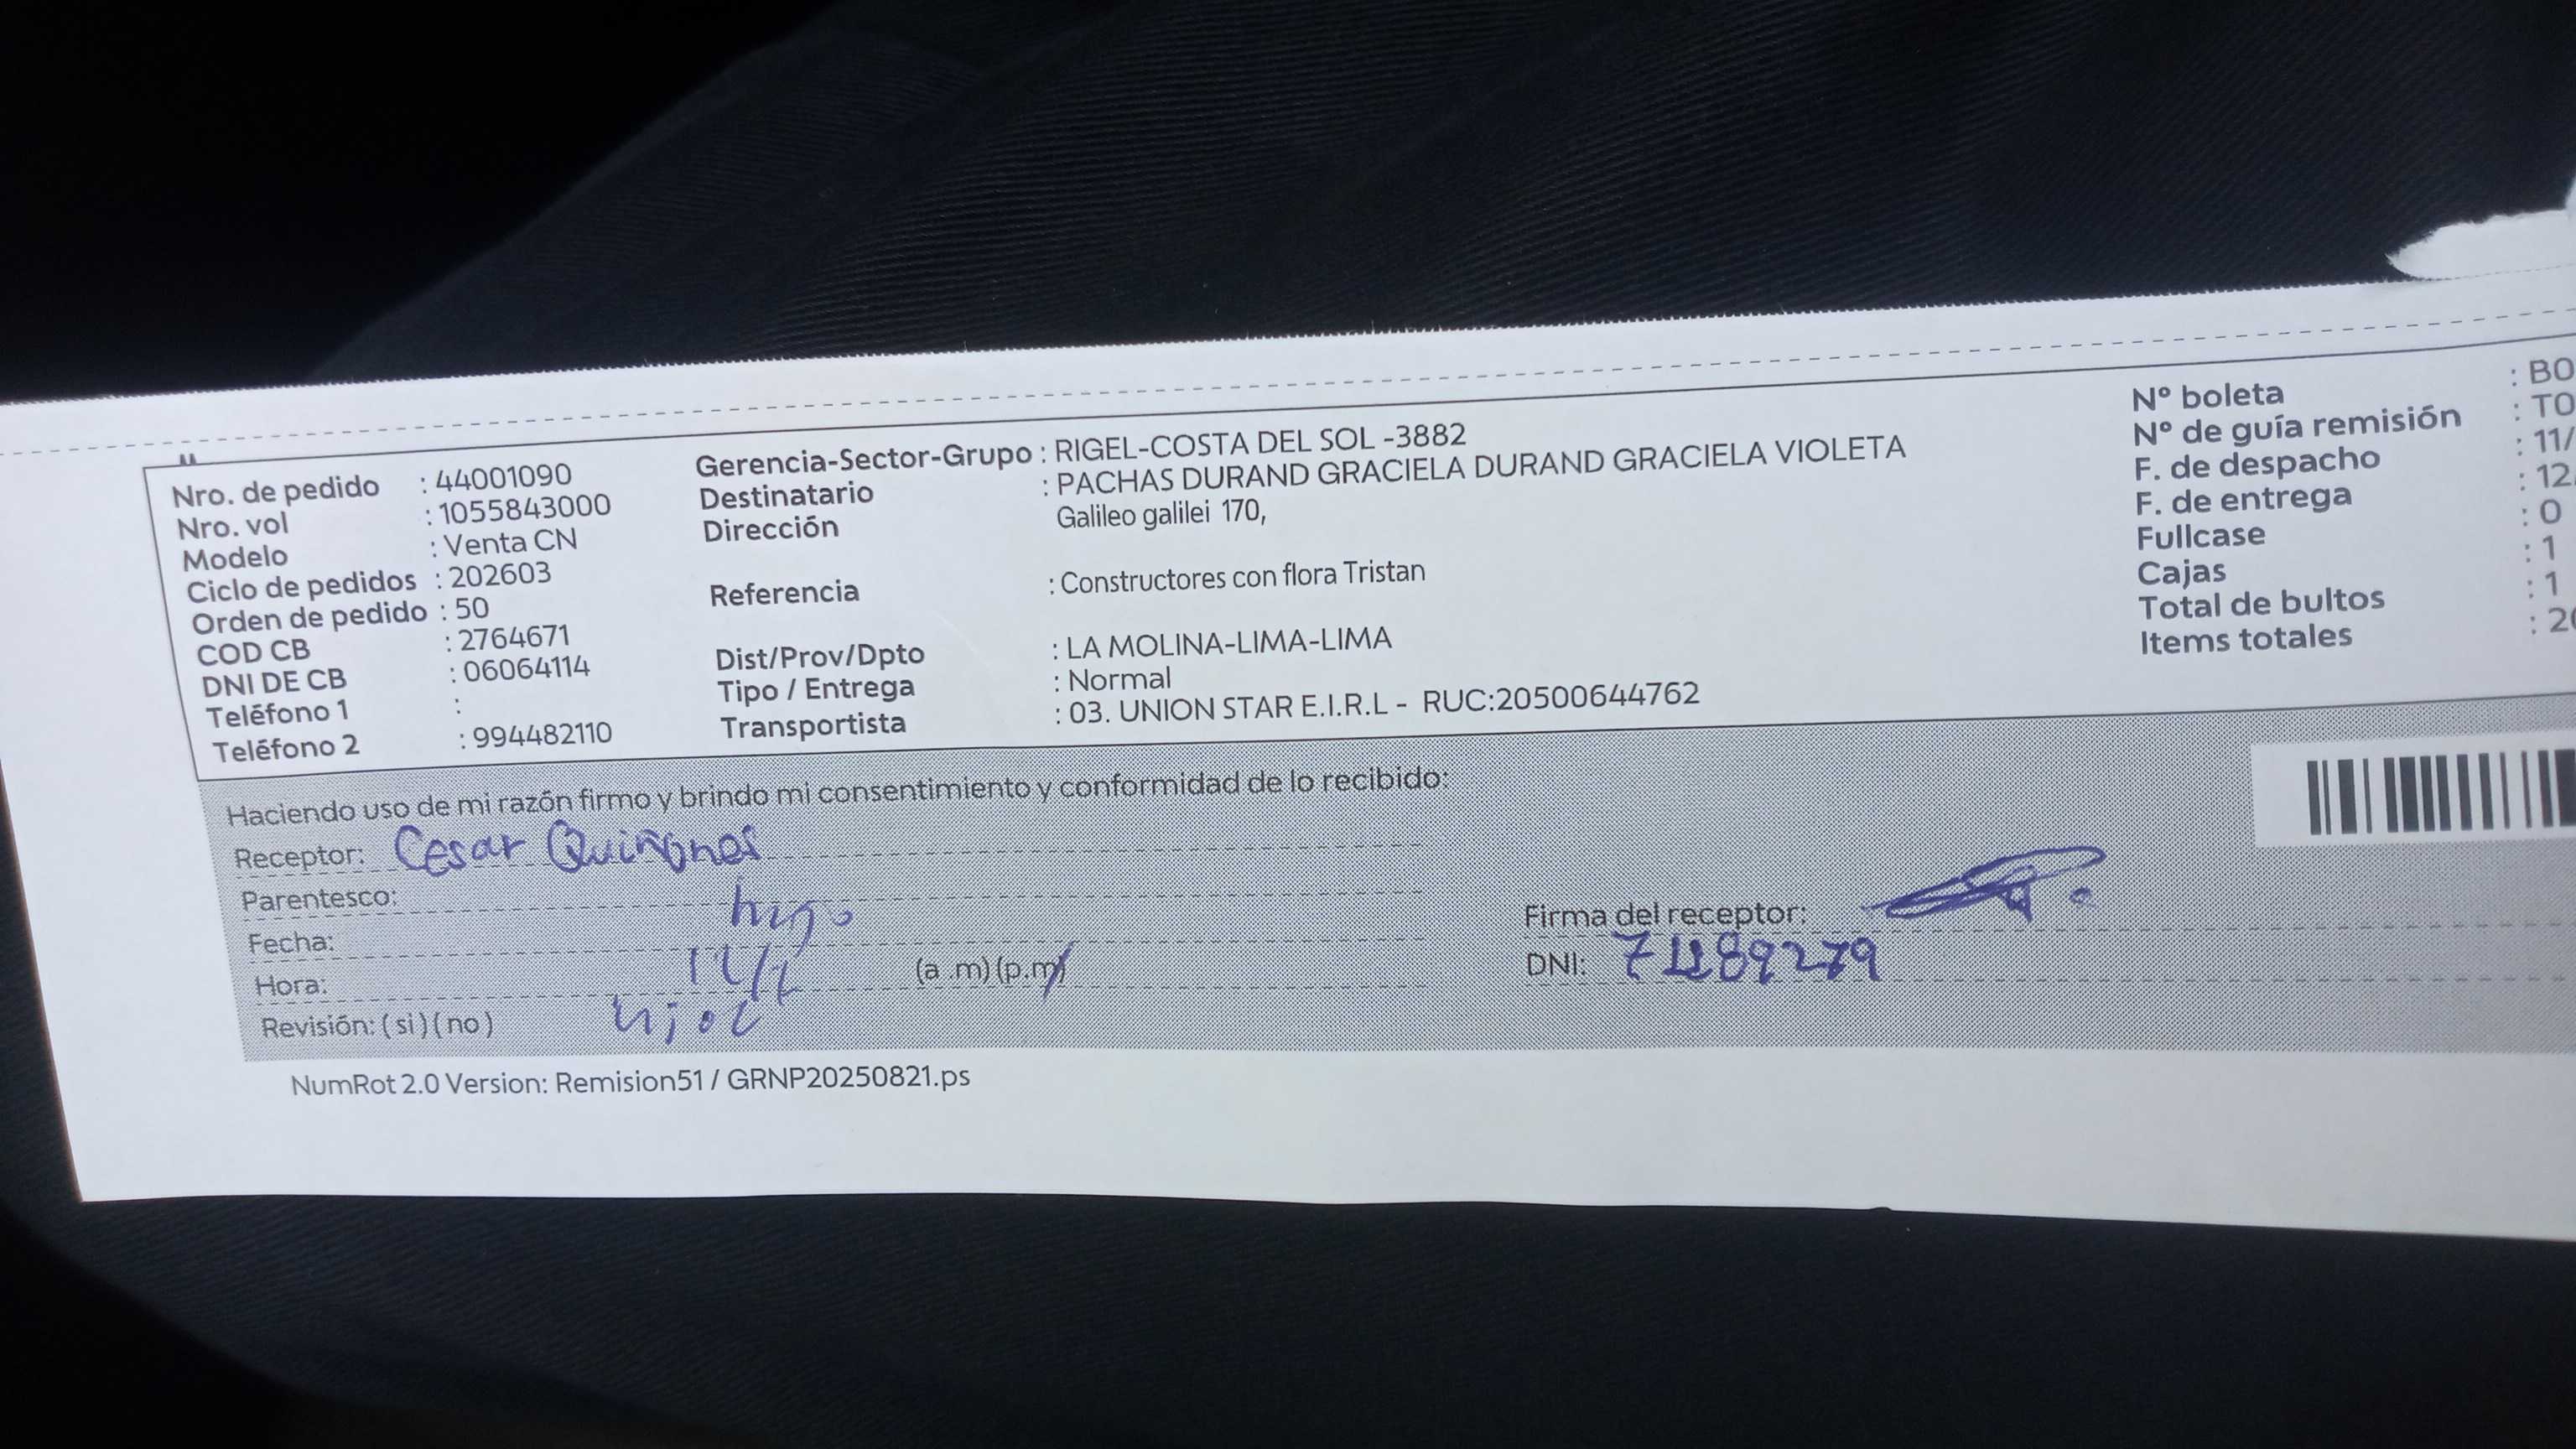 Nro. de pedido : 44001090
Nro. vol : 1055843000
Modelo : Venta CN
Ciclo de pedidos : 202603
Orden de pedido : 50
COD CB : 2764671
DNI DE CB : 06064114
Teléfono 1 :
Teléfono 2 : 994482110
Gerencia-Sector-Grupo : RIGEL-COSTA DEL SOL -3882
Destinatario : PACHAS DURAND GRACIELA DURAND GRACIELA VIOLETA
Dirección Galileo galilei 170,
Referencia : Constructores con flora Tristan
Dist/Prov/Dpto : LA MOLINA-LIMA-LIMA
Tipo / Entrega : Normal
Transportista : 03. UNION STAR E.I.R.L - RUC:20500644762
Nº boleta : BO
Nº de guía remisión : TO
F. de despacho : 11/
F. de entrega : 12
Fullcase : 0
Cajas : 1
Total de bultos : 1
Items totales : 20
Haciendo uso de mi razón firmo y brindo mi consentimiento y conformidad de lo recibido:
Receptor: Cesar Quiñones
Parentesco: hijo
Fecha:
Hora: (a .m) (p.m)
Revisión: ( si ) ( no )
Firma del receptor:
DNI:
NumRot 2.0 Version: Remision51 / GRNP20250821.ps